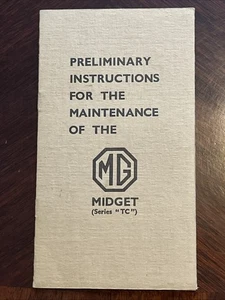 PRELIMINARY
INSTRUCTIONS
FOR THE
MAINTENANCE
OF THE
MG
MIDGET
(Series "TC")